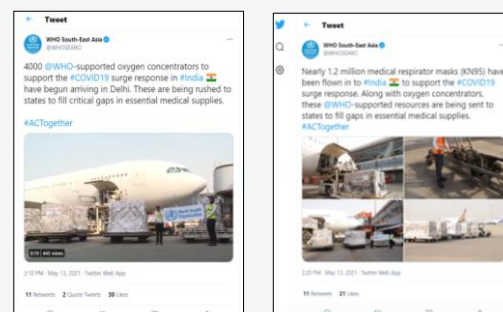 Tweet
WHO South-East Asia
@WHOSEARO
4000 @WHO-supported oxygen concentrators to
support the #COVID19 surge response in #India
have begun arriving in Delhi. These are being rushed to
states to fill critical gaps in essential medical supplies.
#ACTogether
World Health
Organization
2:10 PM · May 13, 2021 · Twitter Web App
11 Retweets 2 Quote Tweets 30 Likes
Tweet
WHO South-East Asia
@WHOSEARO
Nearly 1.2 million medical respirator masks (KN95) have
been flown in to #India to support the #COVID19
surge response. Along with oxygen concentrators,
these @WHO-supported resources are being sent to
states to fill gaps in essential medical supplies.
#ACTogether
May 13, 2021 · Twitter Web App
11 Retweets 21 Likes